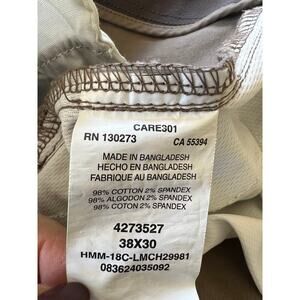 CARE301
RN 130273 CA 55394
MADE IN BANGLADESH
HECHO EN BANGLADESH
FABRIQUE AU BANGLADESH
98% COTTON 2% SPANDEX
98% ALGODON 2% SPANDEX
98% COTON 2% SPANDEX
4273527
38X30
HMM-18C-LMCH29981
083624035092